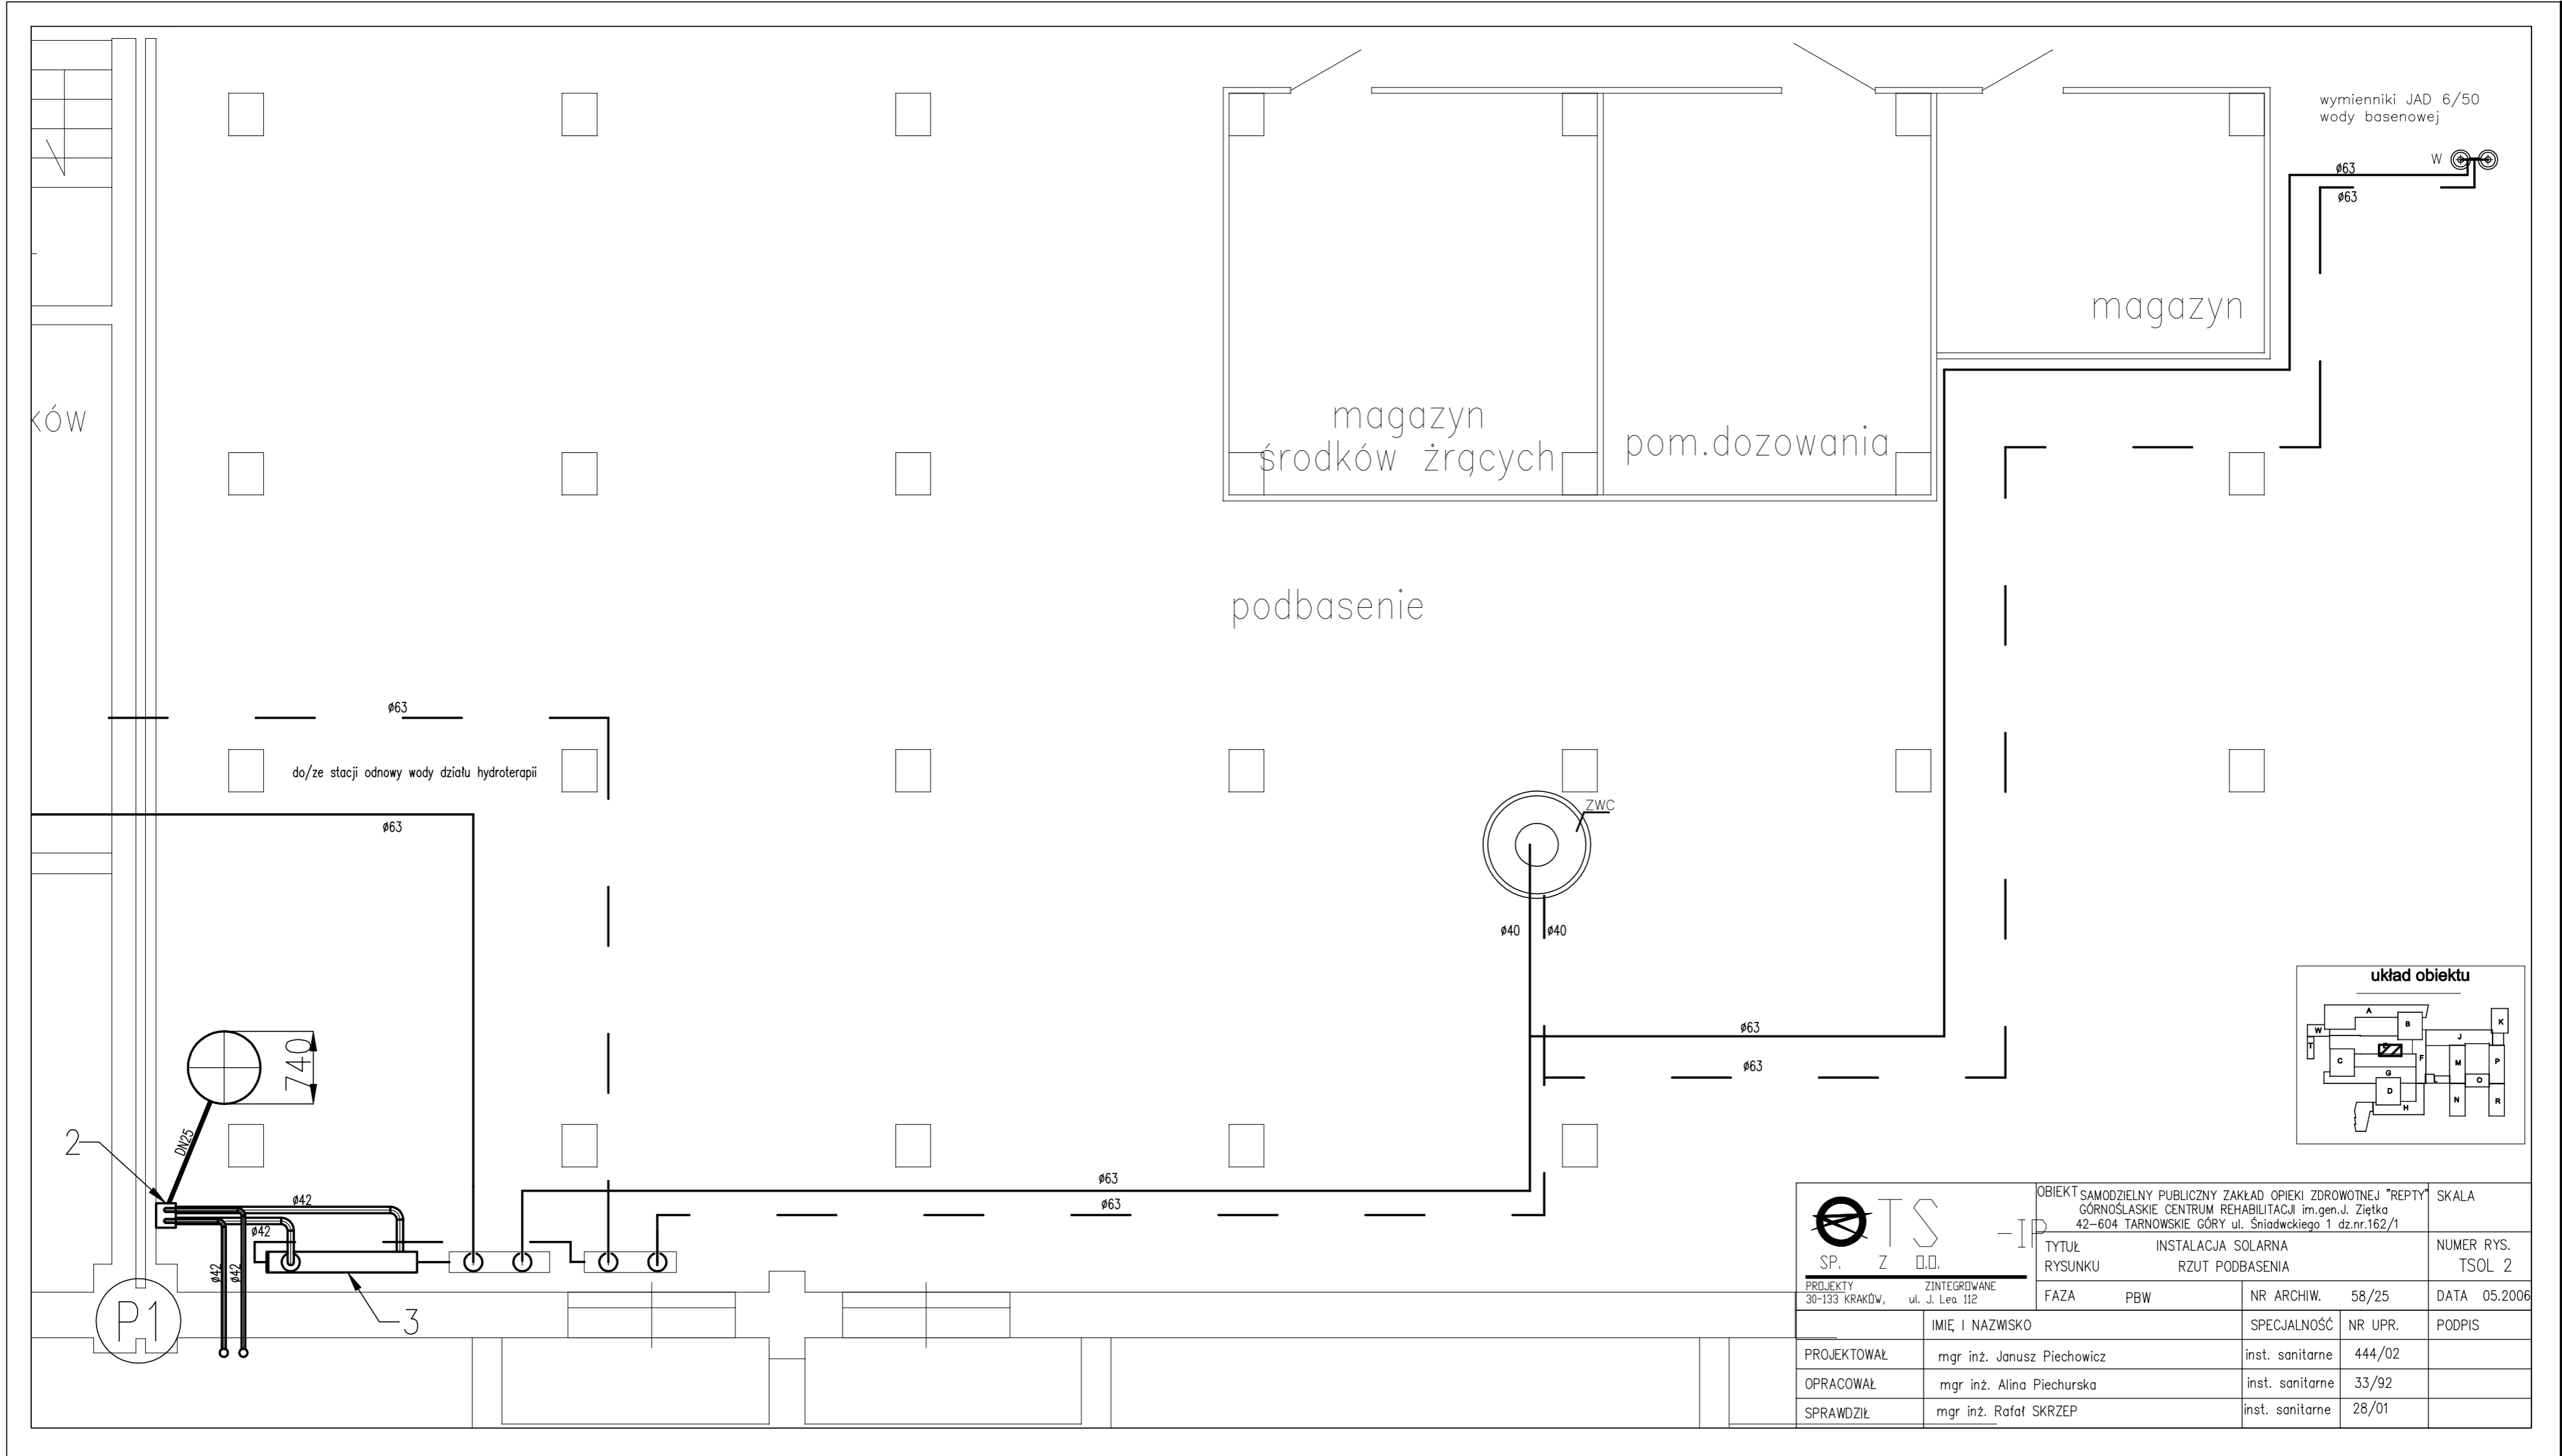 wymienniki JAD 6/50
wody basenowej
W
ø63
ø63
magazyn
ków
magazyn
środków żrących
pom.dozowania
podbasenie
ø63
do/ze stacji odnowy wody działu hydroterapii
ø63
ZWC
ø40
ø40
ø63
ø63
740
DN25
2
ø42
ø42
ø42
ø42
3
P1
ø63
ø63
układ obiektu
A
B
K
W
J
T
E
C
F
M
P
G
L
O
D
H
N
R
OTS -IP
SP. Z O.O.
PROJEKTY ZINTEGROWANE
30-133 KRAKÓW, ul. J. Lea 112
OBIEKT SAMODZIELNY PUBLICZNY ZAKŁAD OPIEKI ZDROWOTNEJ "REPTY"
GÓRNOŚLASKIE CENTRUM REHABILITACJI im.gen.J. Ziętka
42-604 TARNOWSKIE GÓRY ul. Śniadwckiego 1 dz.nr.162/1
SKALA
TYTUŁ INSTALACJA SOLARNA
RYSUNKU RZUT PODBASENIA
NUMER RYS.
TSOL 2
FAZA PBW NR ARCHIW. 58/25 DATA 05.2006
IMIĘ I NAZWISKO SPECJALNOŚĆ NR UPR. PODPIS
PROJEKTOWAŁ mgr inż. Janusz Piechowicz inst. sanitarne 444/02
OPRACOWAŁ mgr inż. Alina Piechurska inst. sanitarne 33/92
SPRAWDZIŁ mgr inż. Rafał SKRZEP inst. sanitarne 28/01